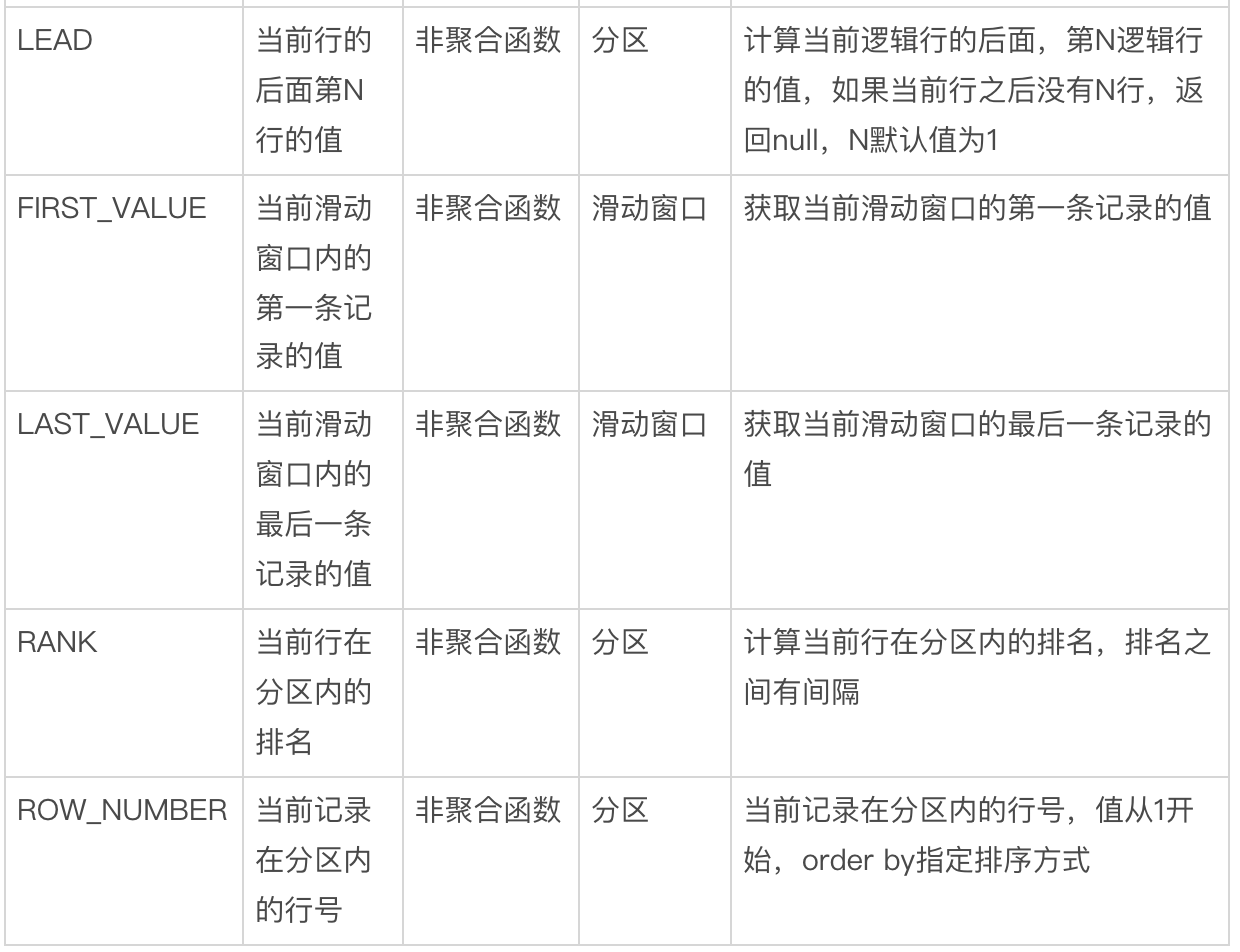 LEAD
当前行的
后面第N
行的值
非聚合函数
分区
计算当前逻辑行的后面，第N逻辑行
的值，如果当前行之后没有N行，返
回null，N默认值为1
FIRST_VALUE
当前滑动
窗口内的
第一条记
录的值
非聚合函数
滑动窗口
获取当前滑动窗口的第一条记录的值
LAST_VALUE
当前滑动
窗口内的
最后一条
记录的值
非聚合函数
滑动窗口
获取当前滑动窗口的最后一条记录的
值
RANK
当前行在
分区内的
排名
非聚合函数
分区
计算当前行在分区内的排名，排名之
间有间隔
ROW_NUMBER
当前记录
在分区内
的行号
非聚合函数
分区
当前记录在分区内的行号，值从1开
始，order by指定排序方式